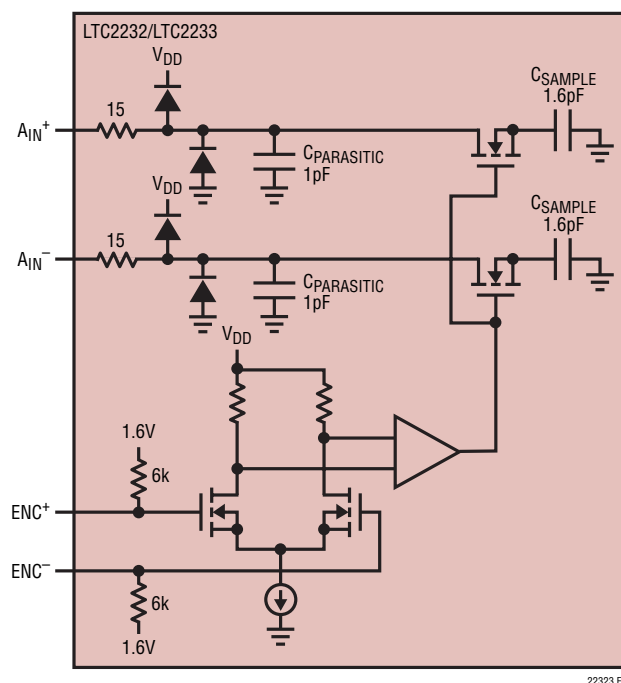 LTC2232/LTC2233
VDD
CSAMPLE
1.6pF
15
AIN+
CPARASITIC
1pF
VDD
CSAMPLE
1.6pF
15
AIN−
CPARASITIC
1pF
VDD
1.6V
6k
ENC+
ENC−
6k
1.6V